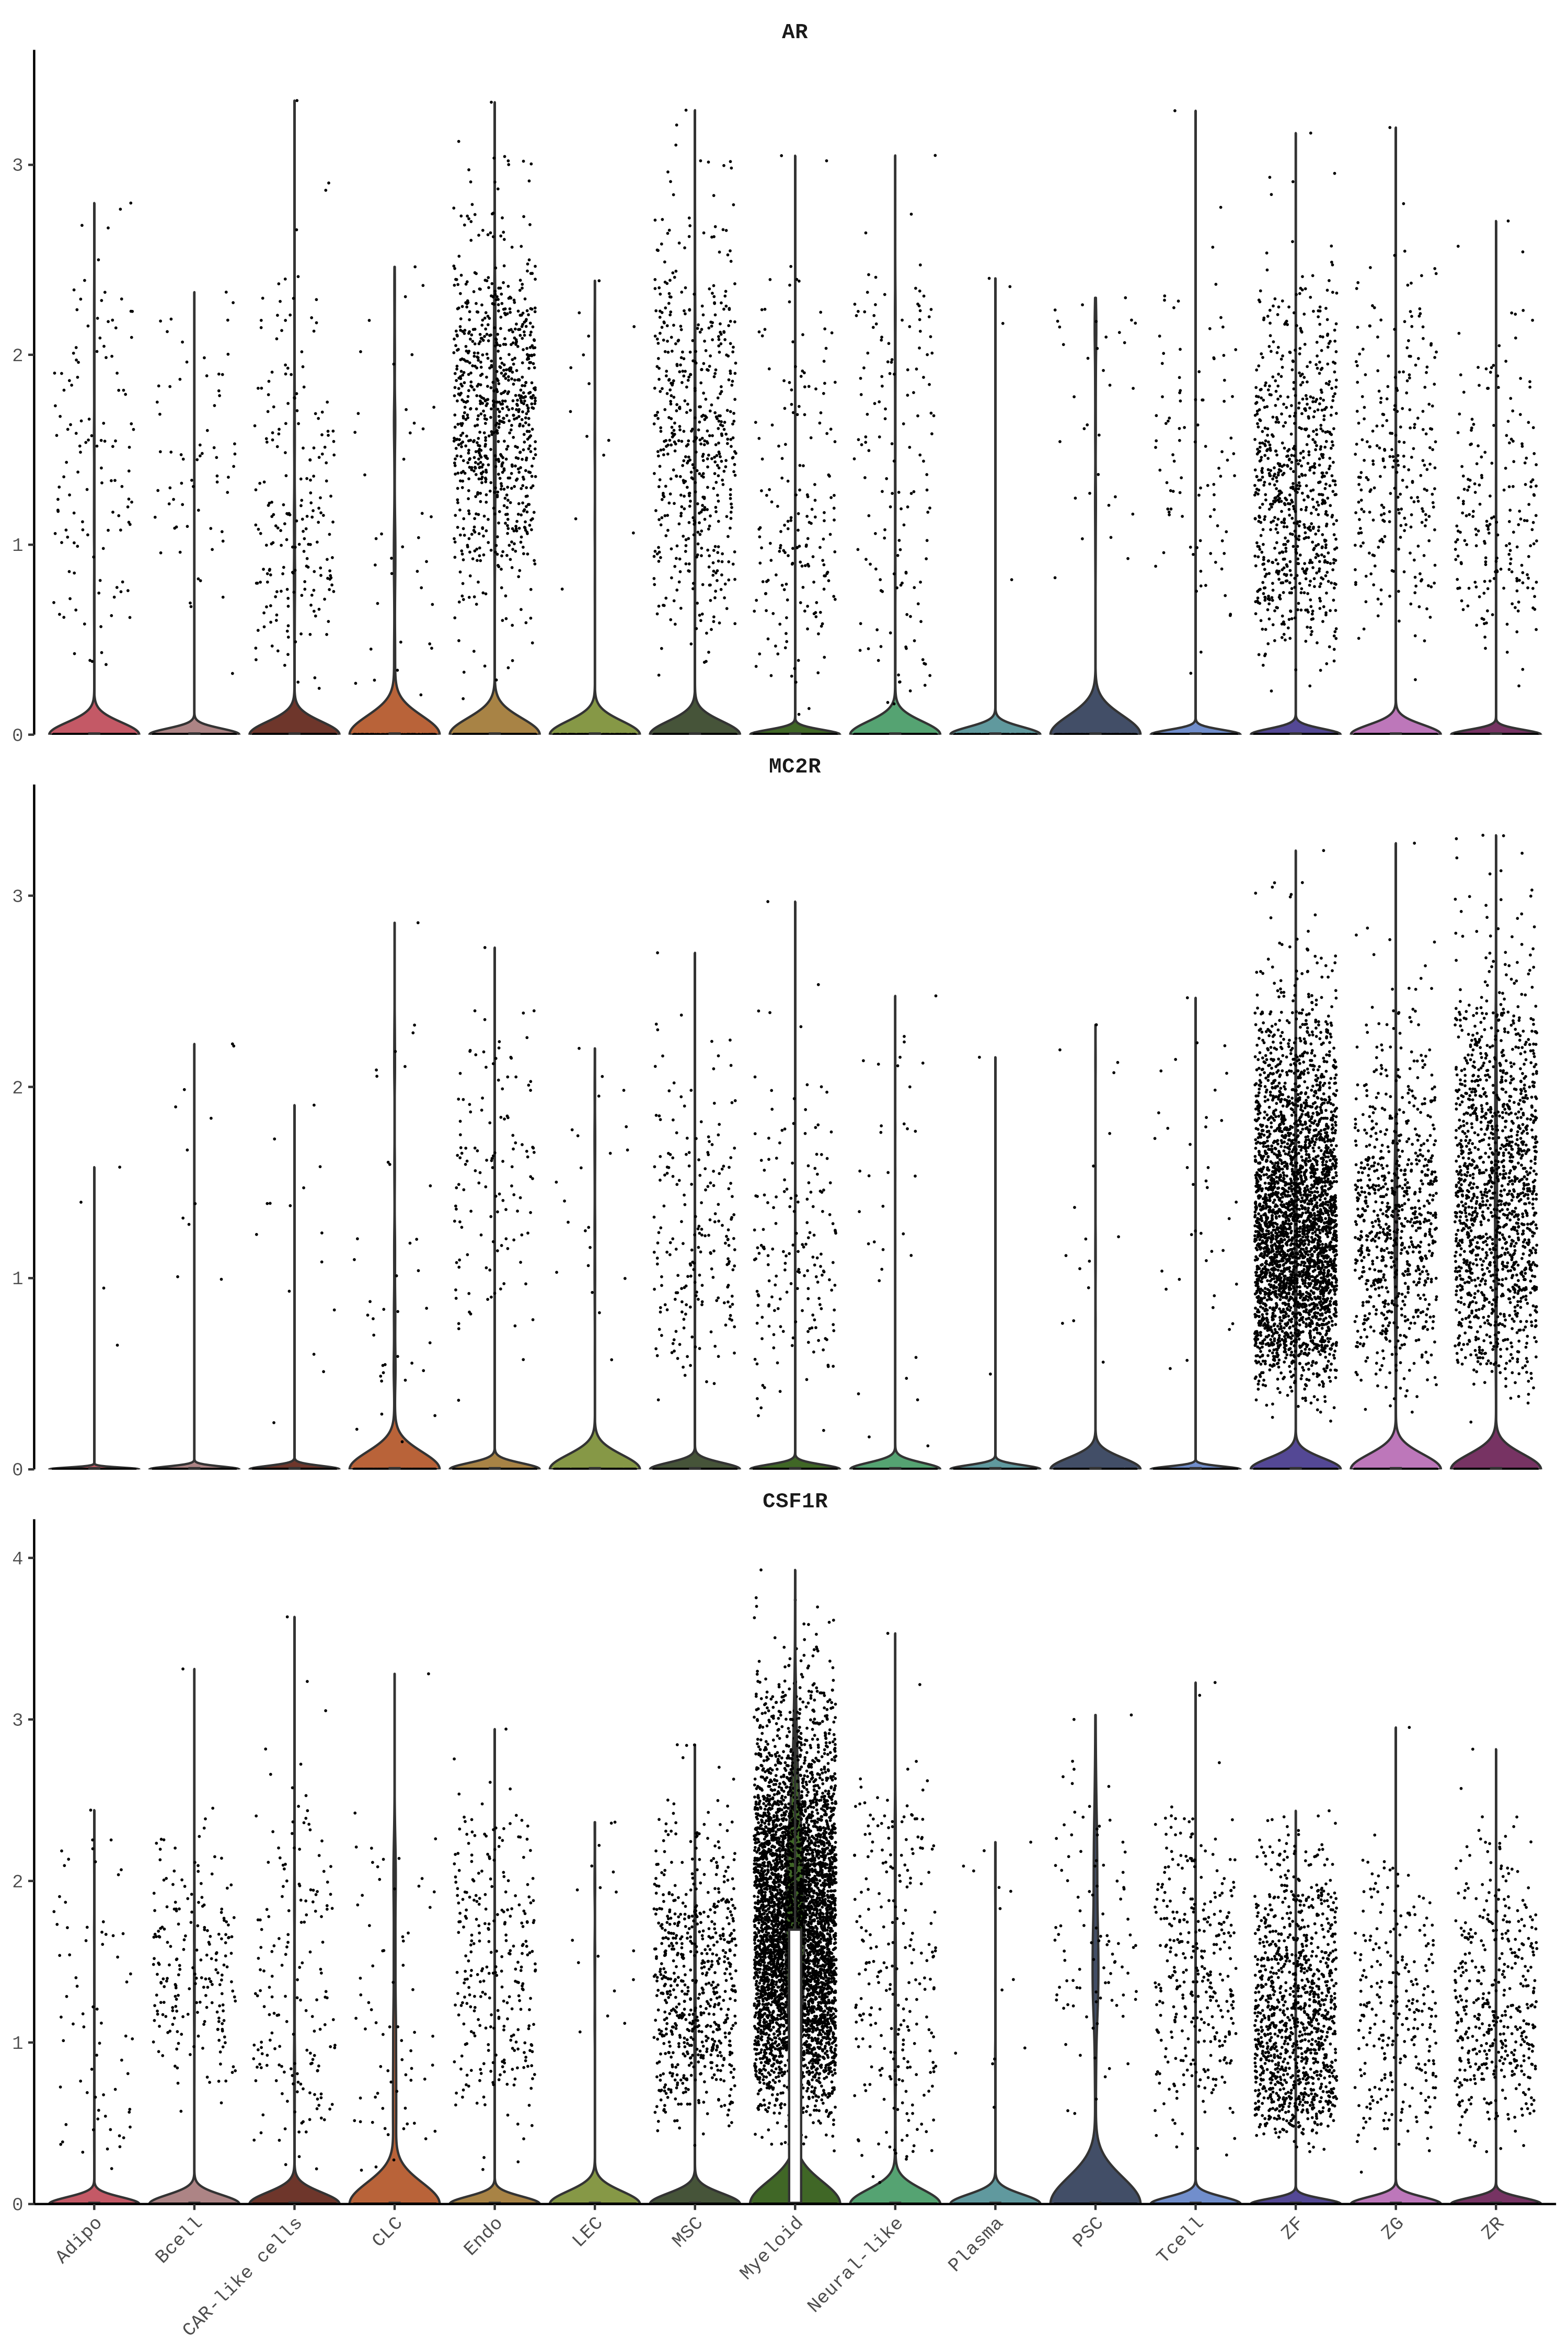 AR
3
2
1
0
MC2R
3
2
1
0
CSF1R
4
3
2
1
0
Adipo
Bcell
CAR-like cells
CLC
Endo
LEC
MSC
Myeloid
Neural-like
Plasma
PSC
Tcell
ZF
ZG
ZR